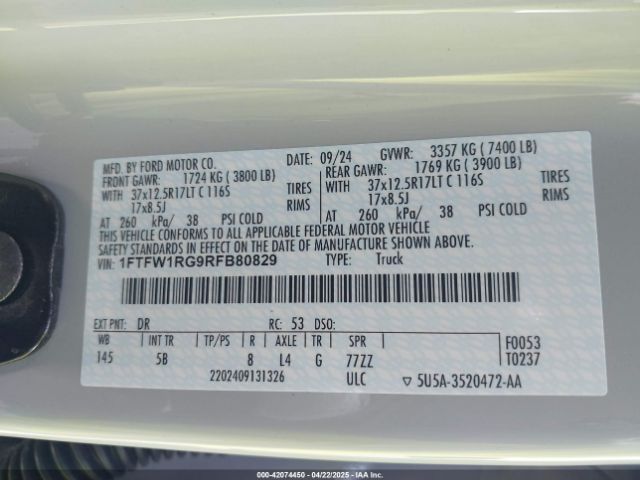 MFD. BY FORD MOTOR CO. DATE: 09/24 GVWR: 3357 KG ( 7400 LB)
FRONT GAWR: 1724 KG ( 3800 LB) REAR GAWR: 1769 KG ( 3900 LB)
WITH 37x12.5R17LT C 116S TIRES WITH 37x12.5R17LT C 116S TIRES
17x8.5J RIMS 17x8.5J RIMS
AT 260 kPa/ 38 PSI COLD AT 260 kPa/ 38 PSI COLD
THIS VEHICLE CONFORMS TO ALL APPLICABLE FEDERAL MOTOR VEHICLE
SAFETY STANDARDS IN EFFECT ON THE DATE OF MANUFACTURE SHOWN ABOVE.
VIN: 1FTFW1RG9RFB80829 TYPE: Truck
EXT PNT: DR RC: 53 DSO:
WB INT TR TP/PS R AXLE TR SPR F0053
145 5B 8 L4 G 77ZZ T0237
2202409131326 ULC ▽ 5U5A-3520472-AA
000-42074450 - 04/22/2025 - IAAI.COM